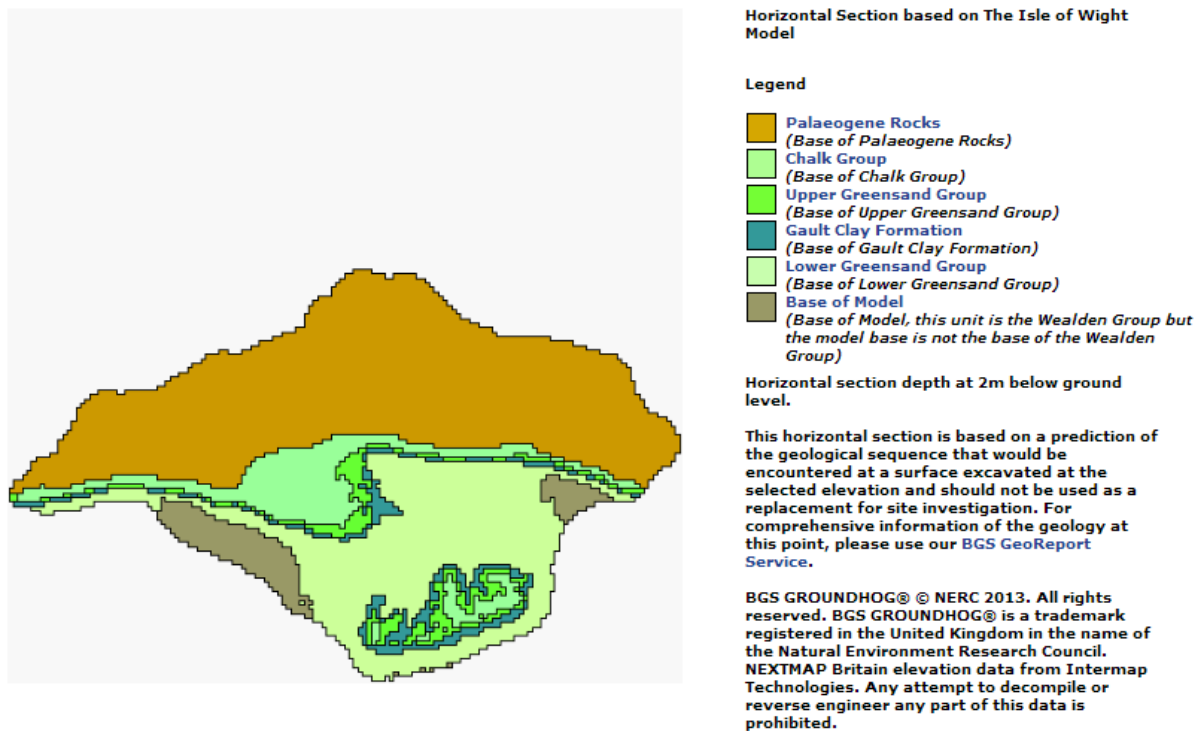 Horizontal Section based on The Isle of Wight
Model
Legend
Palaeogene Rocks
(Base of Palaeogene Rocks)
Chalk Group
(Base of Chalk Group)
Upper Greensand Group
(Base of Upper Greensand Group)
Gault Clay Formation
(Base of Gault Clay Formation)
Lower Greensand Group
(Base of Lower Greensand Group)
Base of Model
(Base of Model, this unit is the Wealden Group but
the model base is not the base of the Wealden
Group)
Horizontal section depth at 2m below ground
level.
This horizontal section is based on a prediction of
the geological sequence that would be
encountered at a surface excavated at the
selected elevation and should not be used as a
replacement for site investigation. For
comprehensive information of the geology at
this point, please use our BGS GeoReport
Service.
BGS GROUNDHOG® © NERC 2013. All rights
reserved. BGS GROUNDHOG® is a trademark
registered in the United Kingdom in the name of
the Natural Environment Research Council.
NEXTMAP Britain elevation data from Intermap
Technologies. Any attempt to decompile or
reverse engineer any part of this data is
prohibited.